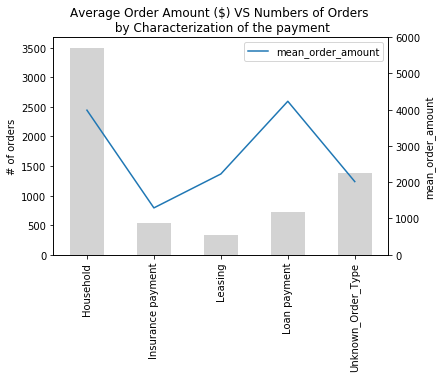 Average Order Amount ($) VS Numbers of Orders
by Characterization of the payment
mean_order_amount
3500
3000
2500
2000
1500
1000
500
0
# of orders
6000
5000
4000
3000
2000
1000
0
mean_order_amount
Household
Insurance payment
Leasing
Loan payment
Unknown_Order_Type